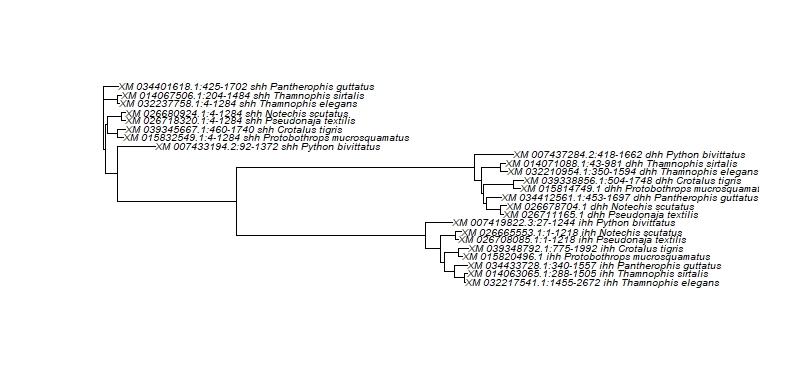 XM 034401618.1:425-1702 shh Pantherophis guttatus
XM 014067506.1:204-1484 shh Thamnophis sirtalis
XM 032237758.1:4-1284 shh Thamnophis elegans
XM 026680924.1:4-1284 shh Notechis scutatus
XM 026718320.1:4-1284 shh Pseudonaja textilis
XM 039345667.1:460-1740 shh Crotalus tigris
XM 015832549.1:4-1284 shh Protobothrops mucrosquamatus
XM 007433194.2:92-1372 shh Python bivittatus
XM 007437284.2:418-1662 dhh Python bivittatus
XM 014071088.1:43-981 dhh Thamnophis sirtalis
XM 032210954.1:350-1594 dhh Thamnophis elegans
XM 039338856.1:504-1748 dhh Crotalus tigris
XM 015814749.1 dhh Protobothrops mucrosquamat
XM 034412561.1:453-1697 dhh Pantherophis guttatus
XM 026678704.1 dhh Notechis scutatus
XM 026711165.1 dhh Pseudonaja textilis
XM 007419822.3:27-1244 ihh Python bivittatus
XM 026665553.1:1-1218 ihh Notechis scutatus
XM 026708085.1:1-1218 ihh Pseudonaja textilis
XM 039348792.1:775-1992 ihh Crotalus tigris
XM 015820496.1 ihh Protobothrops mucrosquamatus
XM 034433728.1:340-1557 ihh Pantherophis guttatus
XM 014063065.1:288-1505 ihh Thamnophis sirtalis
XM 032217541.1:1455-2672 ihh Thamnophis elegans